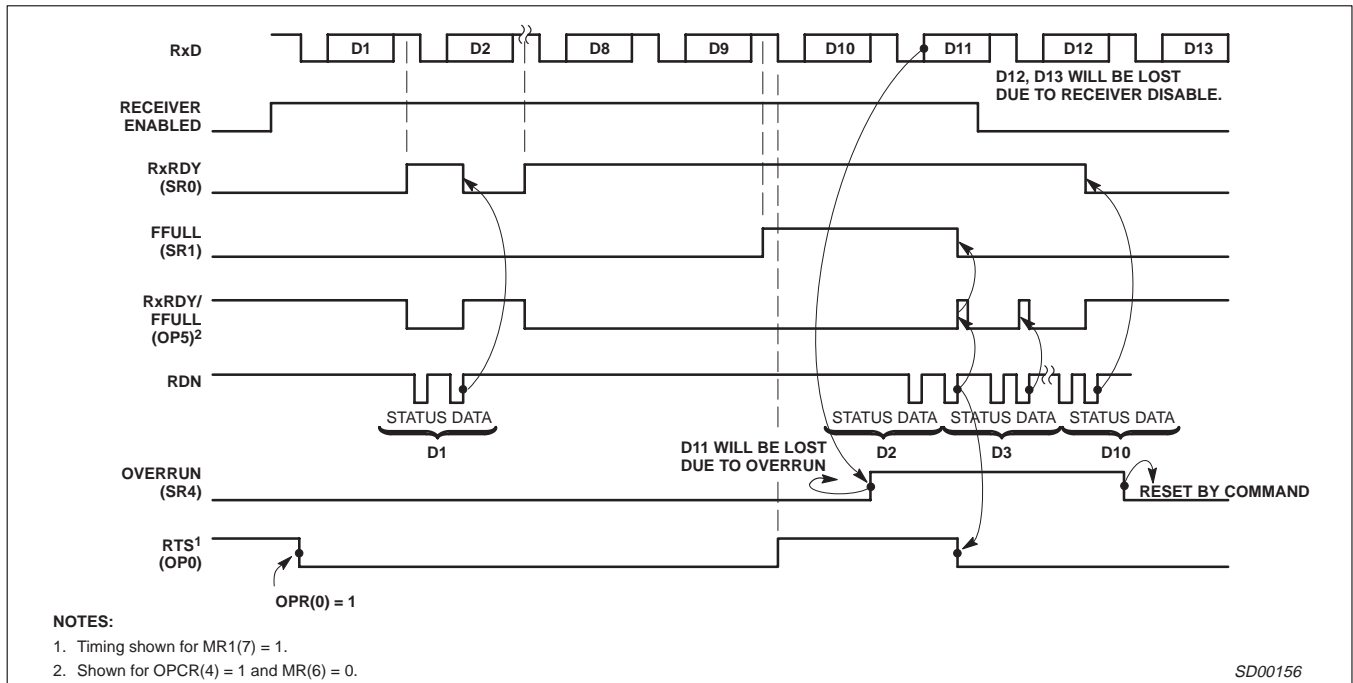 RxD
D1
D2
D8
D9
D10
D11
D12
D13
D12, D13 WILL BE LOST
DUE TO RECEIVER DISABLE.
RECEIVER
ENABLED
RxRDY
(SR0)
FFULL
(SR1)
RxRDY/
FFULL
(OP5)2
RDN
STATUS DATA
D1
STATUS DATA
D2
STATUS DATA
D3
STATUS DATA
D10
D11 WILL BE LOST
DUE TO OVERRUN
OVERRUN
(SR4)
RESET BY COMMAND
RTS1
(OP0)
OPR(0) = 1
NOTES:
1. Timing shown for MR1(7) = 1.
2. Shown for OPCR(4) = 1 and MR(6) = 0.
SD00156